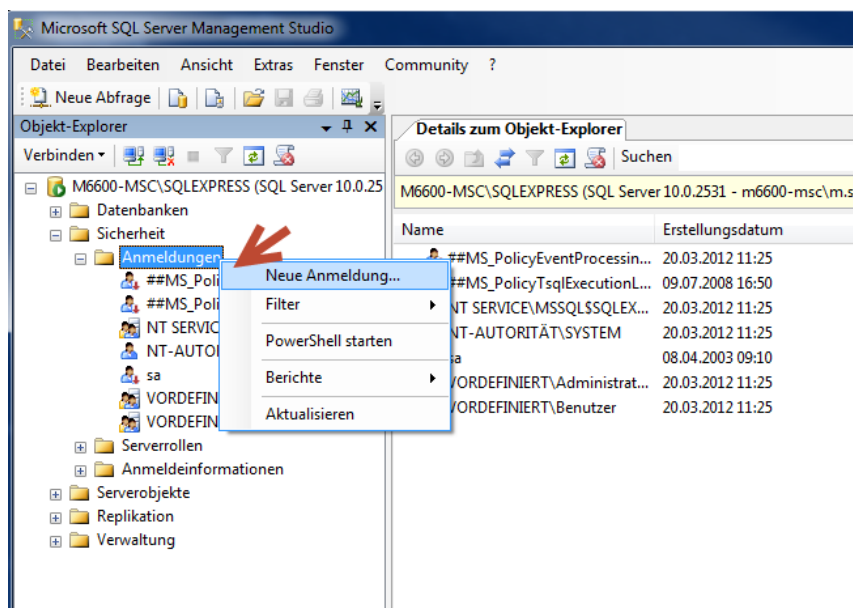 Microsoft SQL Server Management Studio
Datei Bearbeiten Ansicht Extras Fenster Community ?
Neue Abfrage
Objekt-Explorer
Verbinden
M6600-MSC\SQLEXPRESS (SQL Server 10.0.25
Datenbanken
Sicherheit
Anmeldungen
##MS_Poli
##MS_Poli
NT SERVIC
NT-AUTO
sa
VORDEFIN
VORDEFIN
Serverrollen
Anmeldeinformationen
Serverobjekte
Replikation
Verwaltung
Neue Anmeldung...
Filter
PowerShell starten
Berichte
Aktualisieren
Details zum Objekt-Explorer
Suchen
M6600-MSC\SQLEXPRESS (SQL Server 10.0.2531 - m6600-msc\m.s
Name Erstellungsdatum
##MS_PolicyEventProcessin... 20.03.2012 11:25
##MS_PolicyTsqlExecutionL... 09.07.2008 16:50
NT SERVICE\MSSQL$SQLEX... 20.03.2012 11:25
NT-AUTORITÄT\SYSTEM 20.03.2012 11:25
sa 08.04.2003 09:10
VORDEFINIERT\Administrat... 20.03.2012 11:25
VORDEFINIERT\Benutzer 20.03.2012 11:25